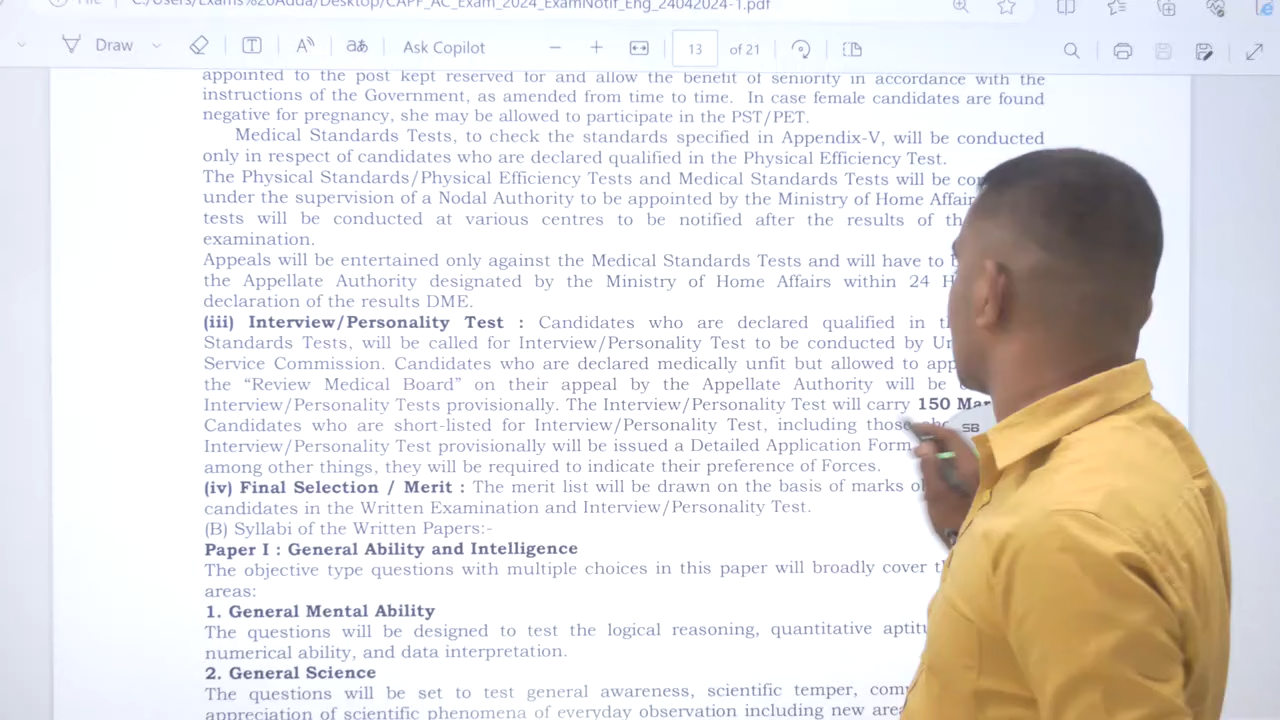 C:/Users/Exams%20Adda/Desktop/CAPF_AC_Exam_2024_ExamNotif_Eng_24042024-1.pdf
Draw
Ask Copilot
13 of 21
appointed to the post kept reserved for and allow the benefit of seniority in accordance with the
instructions of the Government, as amended from time to time. In case female candidates are found
negative for pregnancy, she may be allowed to participate in the PST/PET.
Medical Standards Tests, to check the standards specified in Appendix-V, will be conducted
only in respect of candidates who are declared qualified in the Physical Efficiency Test.
The Physical Standards/Physical Efficiency Tests and Medical Standards Tests will be
under the supervision of a Nodal Authority to be appointed by the Ministry of Home
tests will be conducted at various centres to be notified after the results of
examination.
Appeals will be entertained only against the Medical Standards Tests and will have to
the Appellate Authority designated by the Ministry of Home Affairs within 24
declaration of the results DME.
(iii) Interview/Personality Test : Candidates who are declared qualified in
Standards Tests, will be called for Interview/Personality Test to be conducted by
Service Commission. Candidates who are declared medically unfit but allowed to
the “Review Medical Board” on their appeal by the Appellate Authority will be
Interview/Personality Tests provisionally. The Interview/Personality Test will carry 150
Candidates who are short-listed for Interview/Personality Test, including
Interview/Personality Test provisionally will be issued a Detailed Application Form
among other things, they will be required to indicate their preference of Forces.
(iv) Final Selection / Merit : The merit list will be drawn on the basis of marks
candidates in the Written Examination and Interview/Personality Test.
(B) Syllabi of the Written Papers:-
Paper I : General Ability and Intelligence
The objective type questions with multiple choices in this paper will broadly cover
areas:
1. General Mental Ability
The questions will be designed to test the logical reasoning, quantitative
numerical ability, and data interpretation.
2. General Science
The questions will be set to test general awareness, scientific temper,
appreciation of scientific phenomena of everyday observation including new